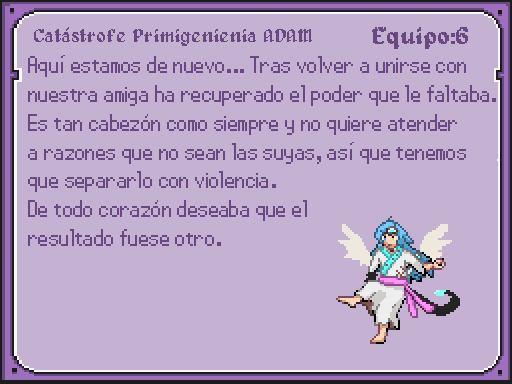 Catástrofe Primigenienia ADAM
Equipo:6
Aquí estamos de nuevo... Tras volver a unirse con
nuestra amiga ha recuperado el poder que le faltaba.
Es tan cabezón como siempre y no quiere atender
a razones que no sean las suyas, así que tenemos
que separarlo con violencia.
De todo corazón deseaba que el
resultado fuese otro.